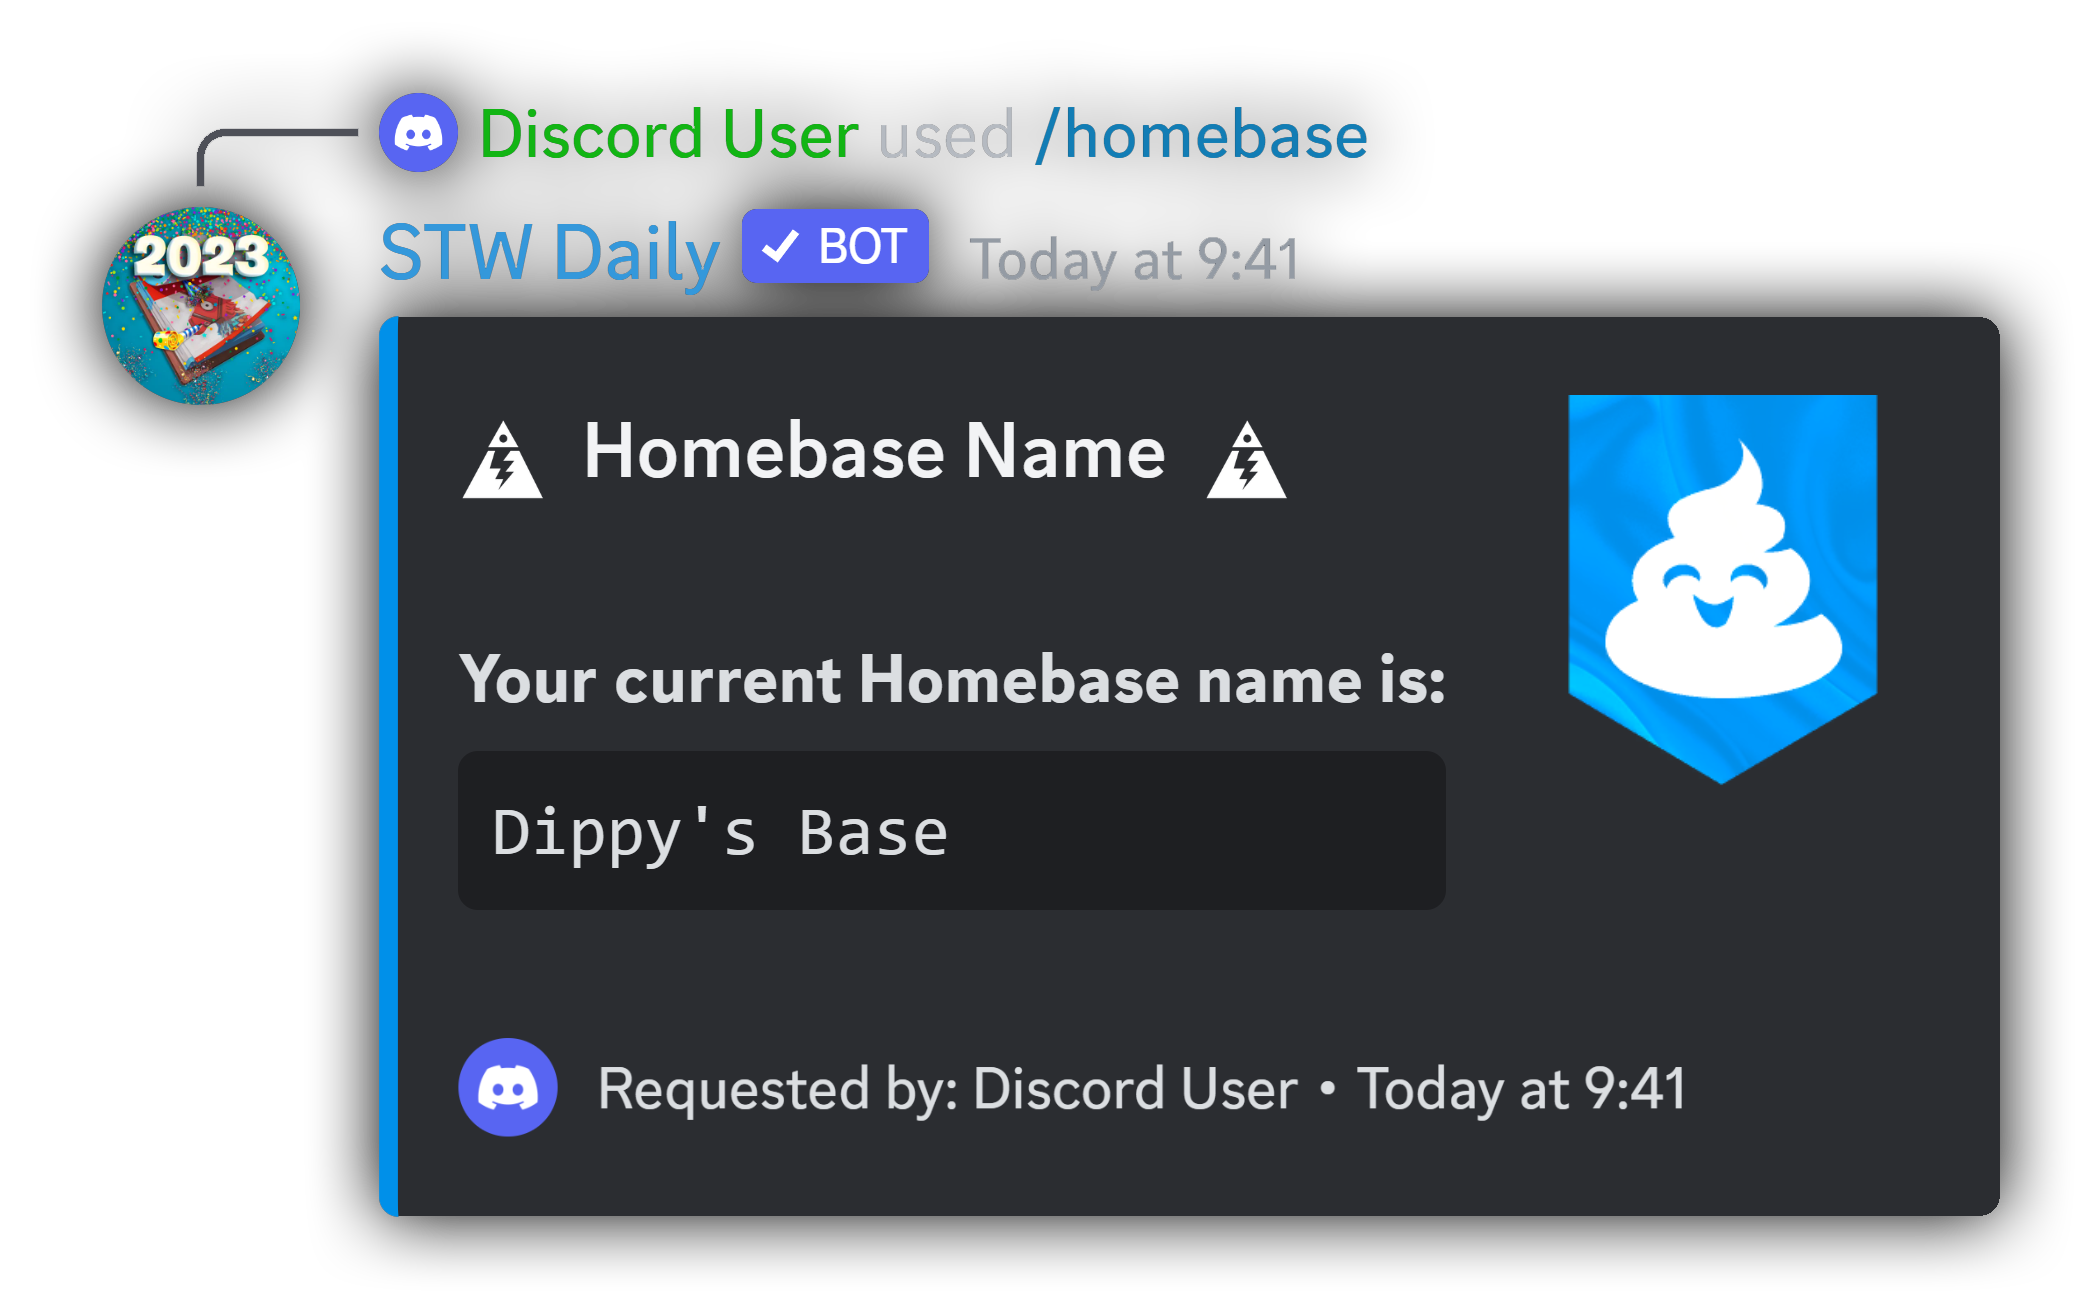 Discord User used /homebase
2023
STW Daily ✓ BOT Today at 9:41
Homebase Name
Your current Homebase name is:
Dippy's Base
Requested by: Discord User • Today at 9:41